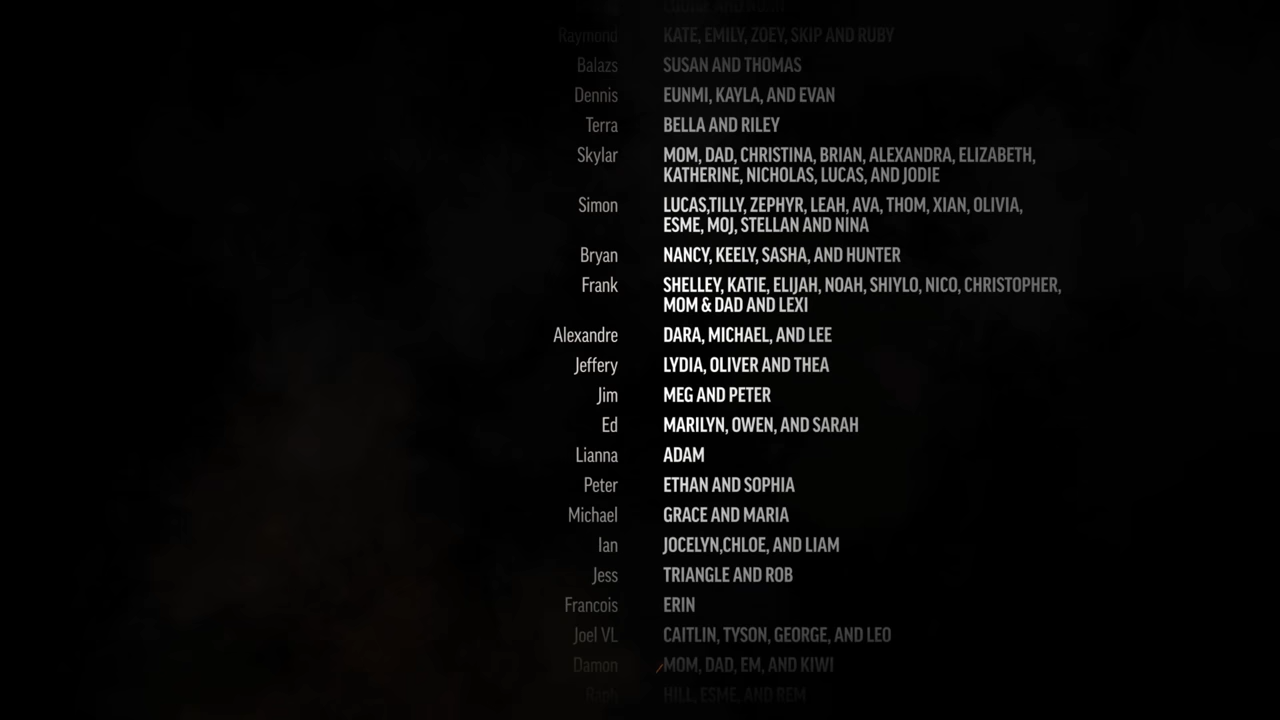 Raymond KATE, EMILY, ZOEY, SKIP AND RUBY
Balazs SUSAN AND THOMAS
Dennis EUNMI, KAYLA, AND EVAN
Terra BELLA AND RILEY
Skylar MOM, DAD, CHRISTINA, BRIAN, ALEXANDRA, ELIZABETH,
KATHERINE, NICHOLAS, LUCAS, AND JODIE
Simon LUCAS,TILLY, ZEPHYR, LEAH, AVA, THOM, XIAN, OLIVIA,
ESME, MOJ, STELLAN AND NINA
Bryan NANCY, KEELY, SASHA, AND HUNTER
Frank SHELLEY, KATIE, ELIJAH, NOAH, SHIYLO, NICO, CHRISTOPHER,
MOM & DAD AND LEXI
Alexandre DARA, MICHAEL, AND LEE
Jeffery LYDIA, OLIVER AND THEA
Jim MEG AND PETER
Ed MARILYN, OWEN, AND SARAH
Lianna ADAM
Peter ETHAN AND SOPHIA
Michael GRACE AND MARIA
Ian JOCELYN,CHLOE, AND LIAM
Jess TRIANGLE AND ROB
Francois ERIN
Joel VL CAITLIN, TYSON, GEORGE, AND LEO
Damon MOM, DAD, EM, AND KIWI
Raph HILL, ESME, AND REM